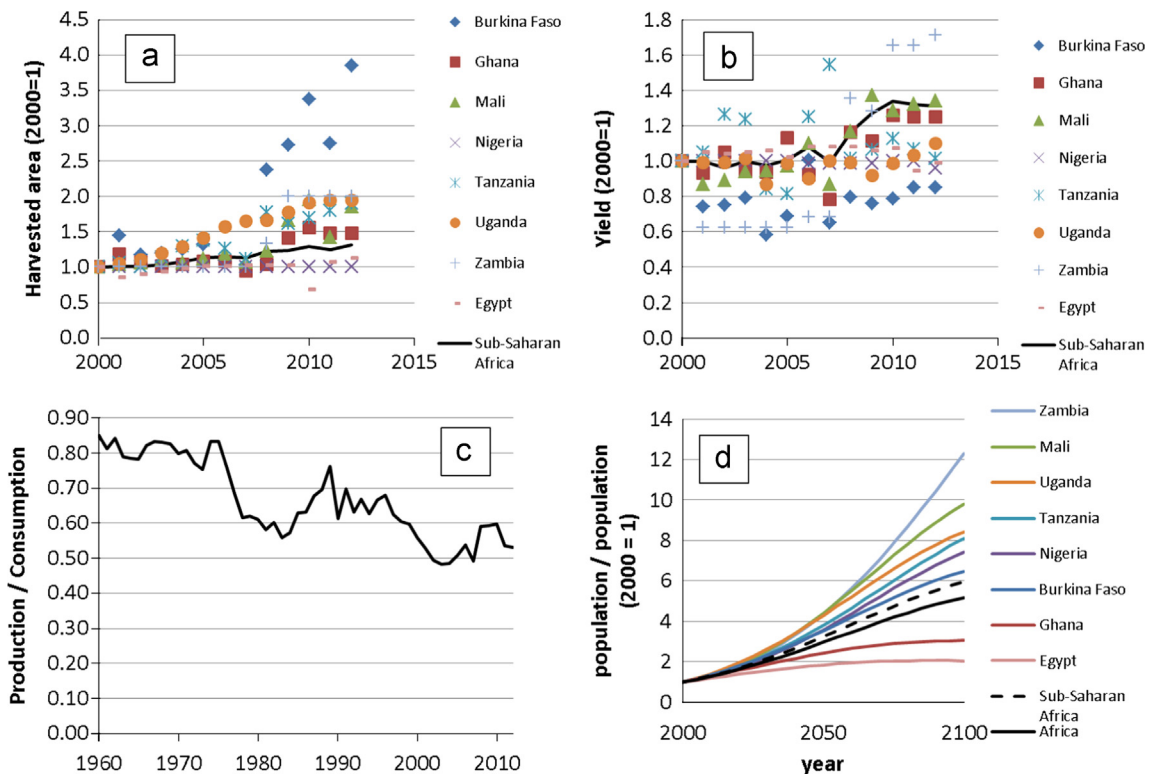 a
Harvested area (2000=1)
4.5
4.0
3.5
3.0
2.5
2.0
1.5
1.0
0.5
0.0
2000
2005
2010
2015
Burkina Faso
Ghana
Mali
Nigeria
Tanzania
Uganda
Zambia
Egypt
Sub-Saharan
Africa
b
Yield (2000=1)
1.8
1.6
1.4
1.2
1.0
0.8
0.6
0.4
0.2
0.0
2000
2005
2010
2015
Burkina Faso
Ghana
Mali
Nigeria
Tanzania
Uganda
Zambia
Egypt
Sub-Saharan
Africa
c
Production / Consumption
0.90
0.80
0.70
0.60
0.50
0.40
0.30
0.20
0.10
0.00
1960
1970
1980
1990
2000
2010
d
population / population
(2000 = 1)
14
12
10
8
6
4
2
0
2000
2050
2100
year
Zambia
Mali
Uganda
Tanzania
Nigeria
Burkina Faso
Ghana
Egypt
Sub-Saharan
Africa
Africa